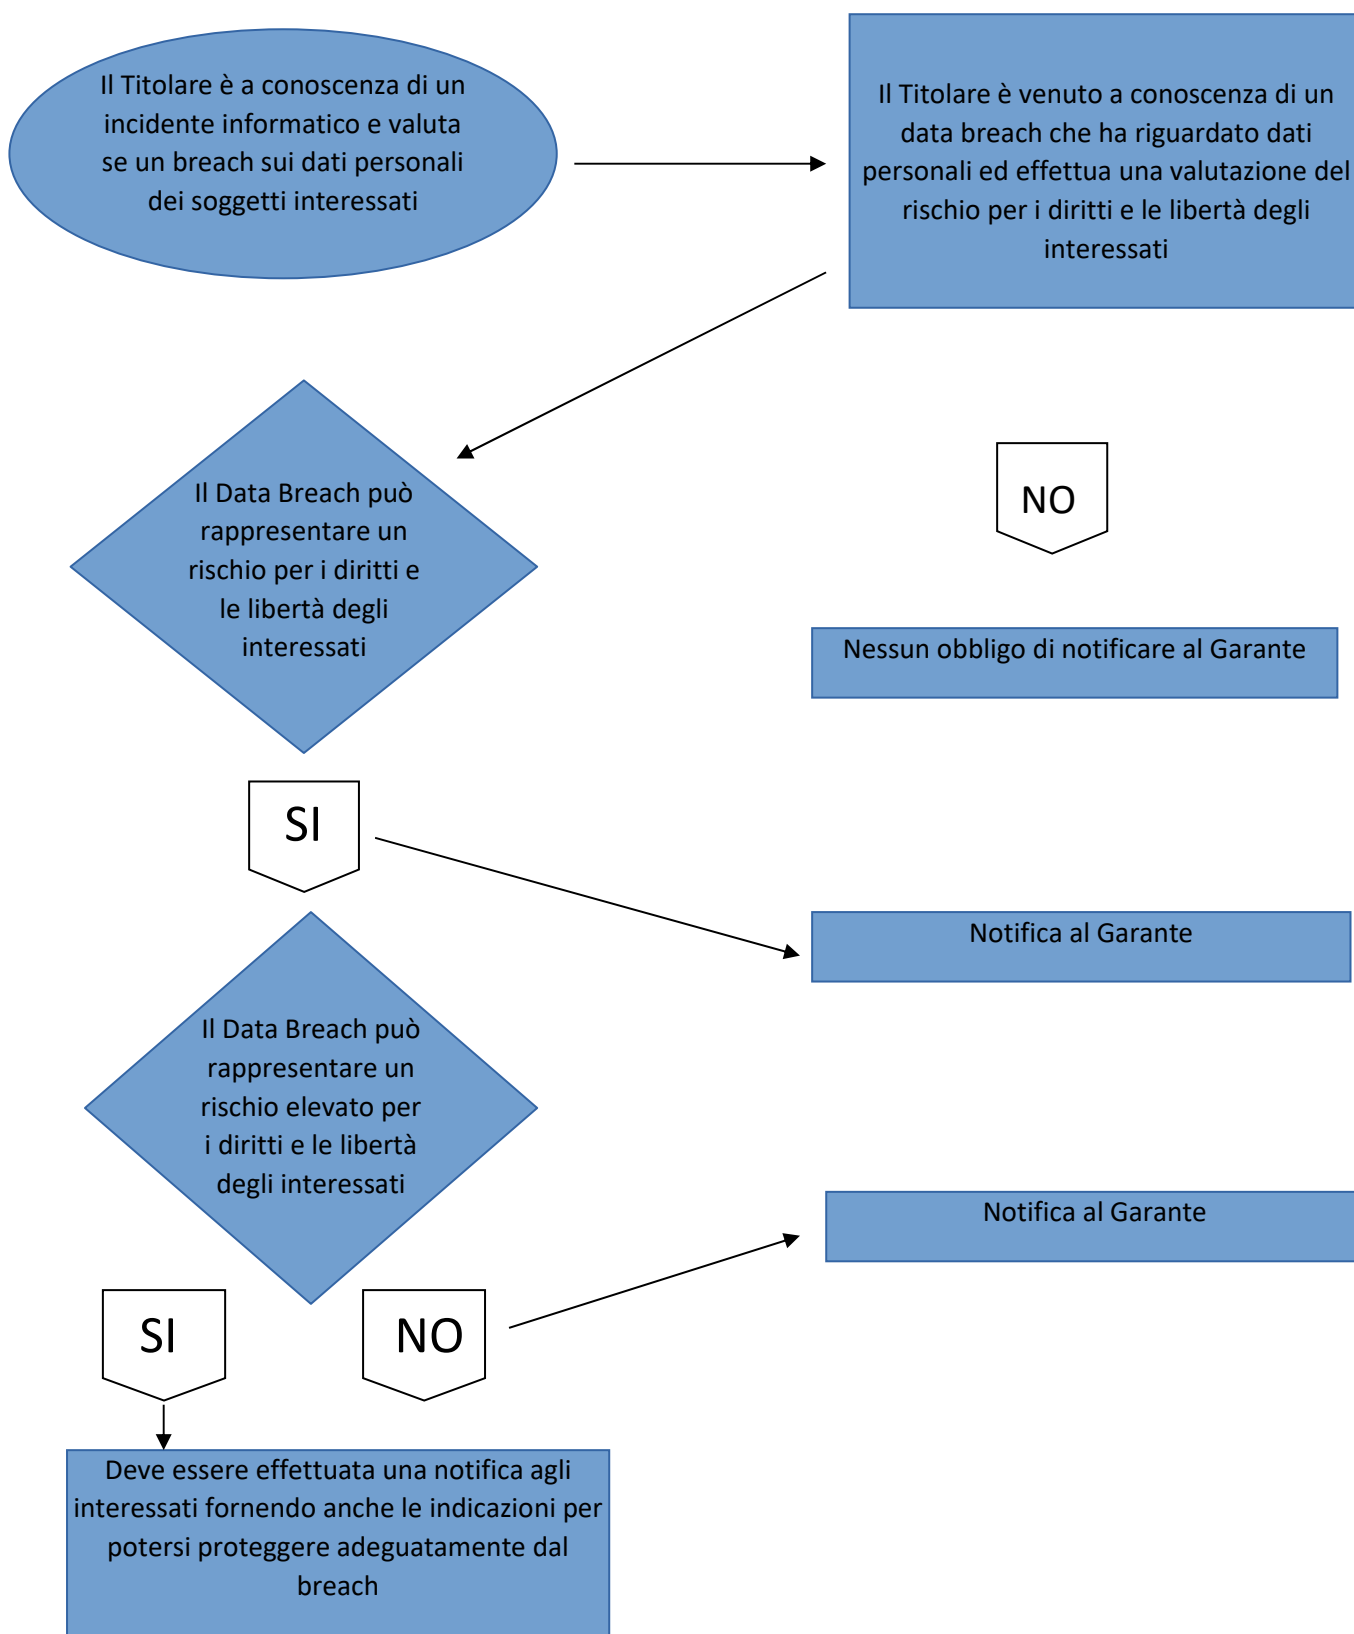 Il Titolare è a conoscenza di un
incidente informatico e valuta
se un breach sui dati personali
dei soggetti interessati
Il Titolare è venuto a conoscenza di un
data breach che ha riguardato dati
personali ed effettua una valutazione del
rischio per i diritti e le libertà degli
interessati
Il Data Breach può
rappresentare un
rischio per i diritti e
le libertà degli
interessati
NO
Nessun obbligo di notificare al Garante
SI
Notifica al Garante
Il Data Breach può
rappresentare un
rischio elevato per
i diritti e le libertà
degli interessati
Notifica al Garante
SI
NO
Deve essere effettuata una notifica agli
interessati fornendo anche le indicazioni per
potersi proteggere adeguatamente dal
breach